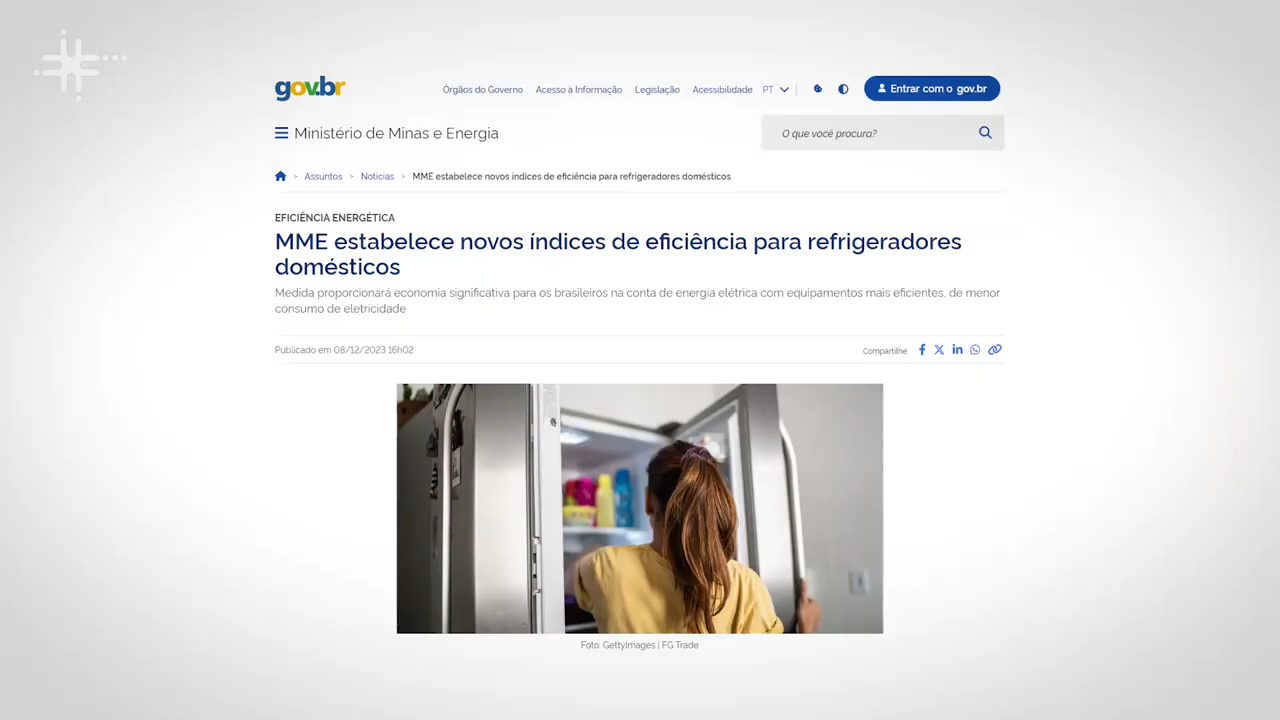 gov.br
Órgãos do Governo Acesso à Informação Legislação Acessibilidade PT
Entrar com o gov.br
Ministério de Minas e Energia
O que você procura?
> Assuntos > Notícias > MME estabelece novos índices de eficiência para refrigeradores domésticos
EFICIÊNCIA ENERGÉTICA
MME estabelece novos índices de eficiência para refrigeradores
domésticos
Medida proporcionará economia significativa para os brasileiros na conta de energia elétrica com equipamentos mais eficientes, de menor
consumo de eletricidade
Publicado em 08/12/2023 16h02
Compartilhe:
Foto: GettyImages | FG Trade